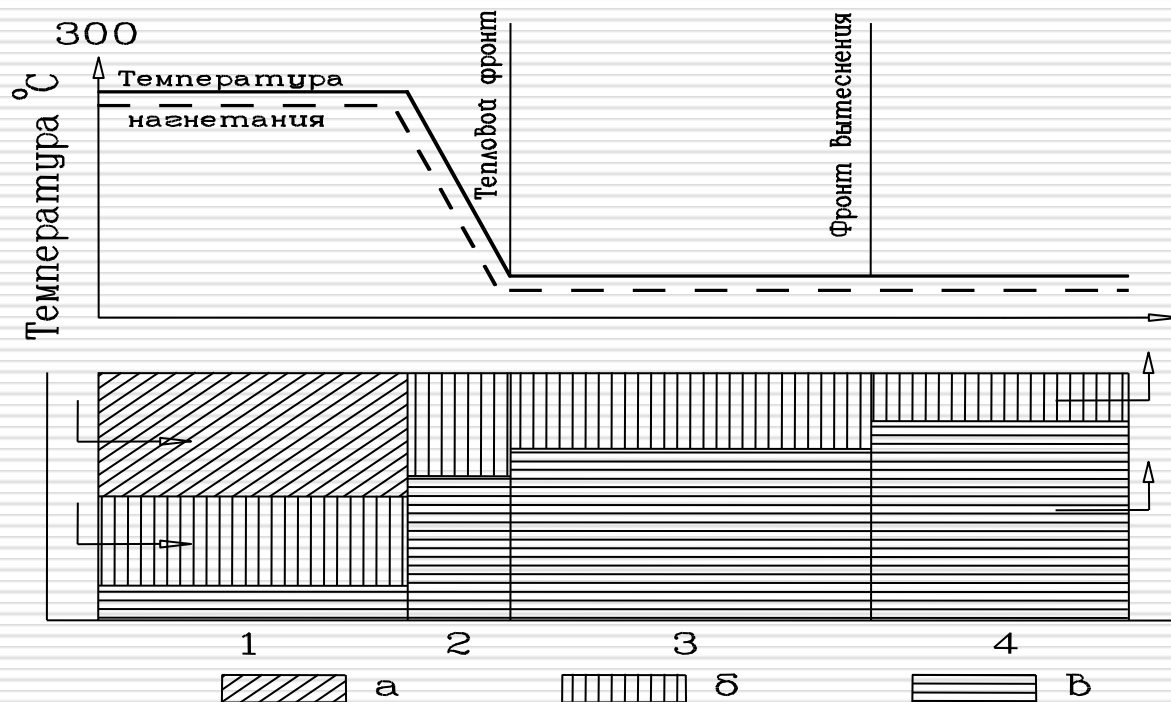 300
Температура °C
Температура
нагнетания
Тепловой фронт
Фронт вытеснения
1 2 3 4
а б в